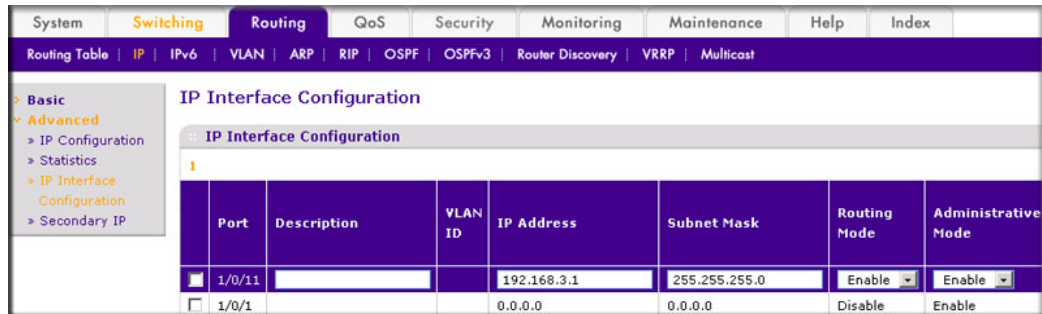 System Switching Routing QoS Security Monitoring Maintenance Help Index
Routing Table | IP | IPv6 | VLAN | ARP | RIP | OSPF | OSPFv3 | Router Discovery | VRRP | Multicast
Basic
Advanced
» IP Configuration
» Statistics
» IP Interface
Configuration
» Secondary IP
IP Interface Configuration
IP Interface Configuration
1
Port Description VLAN ID IP Address Subnet Mask Routing Mode Administrative Mode
1/0/11 192.168.3.1 255.255.255.0 Enable Enable
1/0/1 0.0.0.0 0.0.0.0 Disable Enable